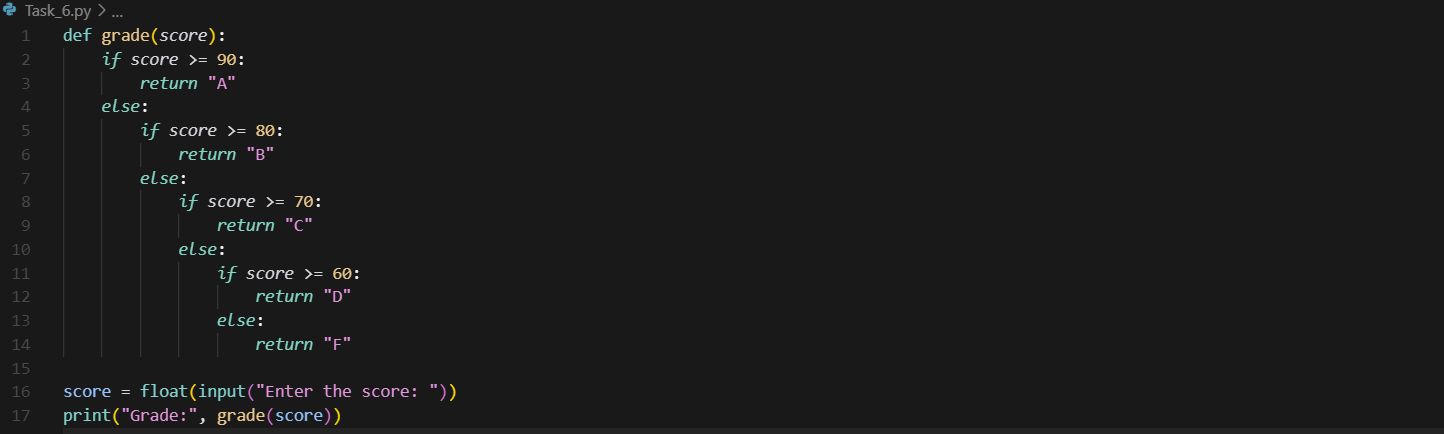 Task_6.py > ...
1 def grade(score):
2     if score >= 90:
3         return "A"
4     else:
5         if score >= 80:
6             return "B"
7         else:
8             if score >= 70:
9                 return "C"
10             else:
11                 if score >= 60:
12                     return "D"
13                 else:
14                     return "F"
15
16 score = float(input("Enter the score: "))
17 print("Grade:", grade(score))